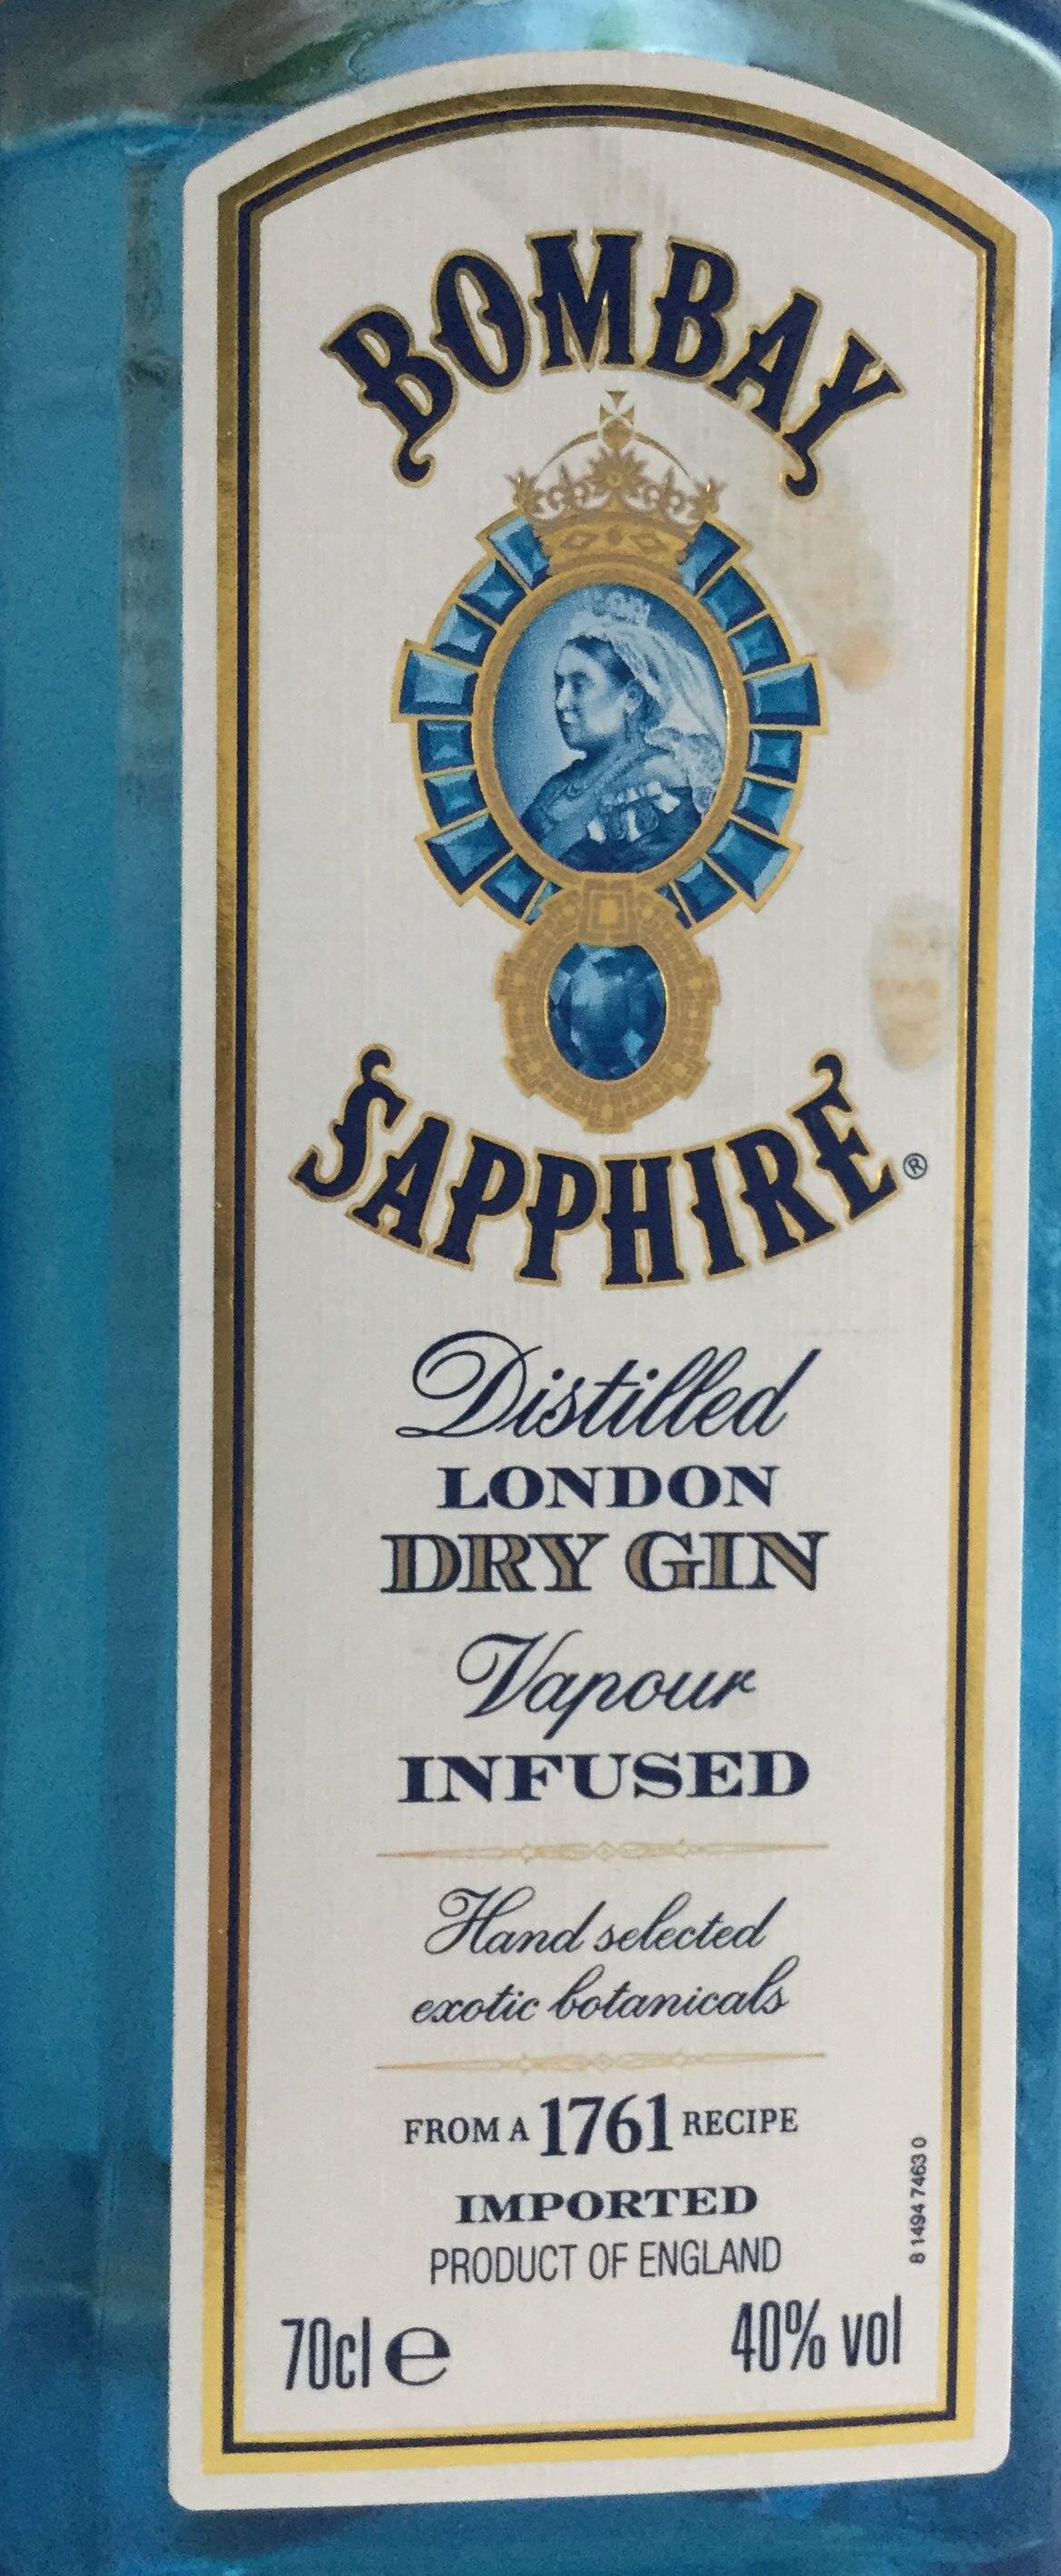 BOMBAY
SAPPHIRE®
Distilled
LONDON
DRY GIN
Vapour
INFUSED
Hand selected
exotic botanicals
FROM A 1761 RECIPE
IMPORTED
PRODUCT OF ENGLAND
8 1494 7463 0
70cl e 40% vol